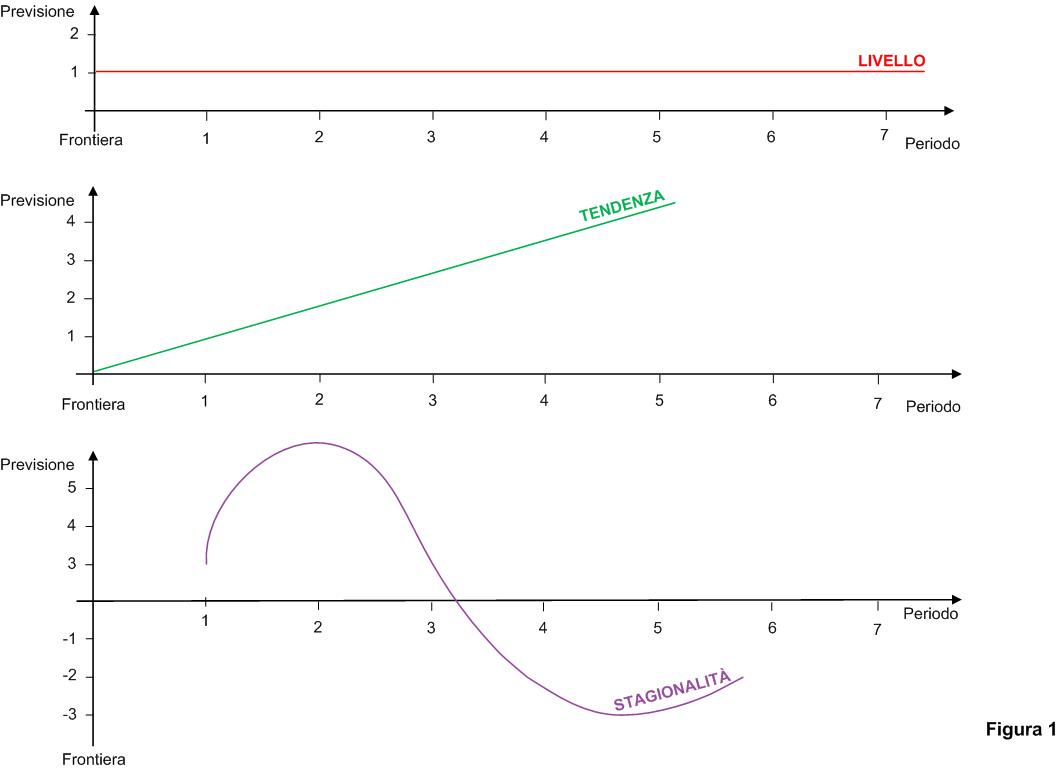 Previsione
2
1
LIVELLO
Frontiera 1 2 3 4 5 6 7 Periodo
Previsione
4
3
2
1
TENDENZA
Frontiera 1 2 3 4 5 6 7 Periodo
Previsione
5
4
3
1 2 3 4 5 6 7 Periodo
-1
-2
-3
STAGIONALITÀ
Frontiera
Figura 1